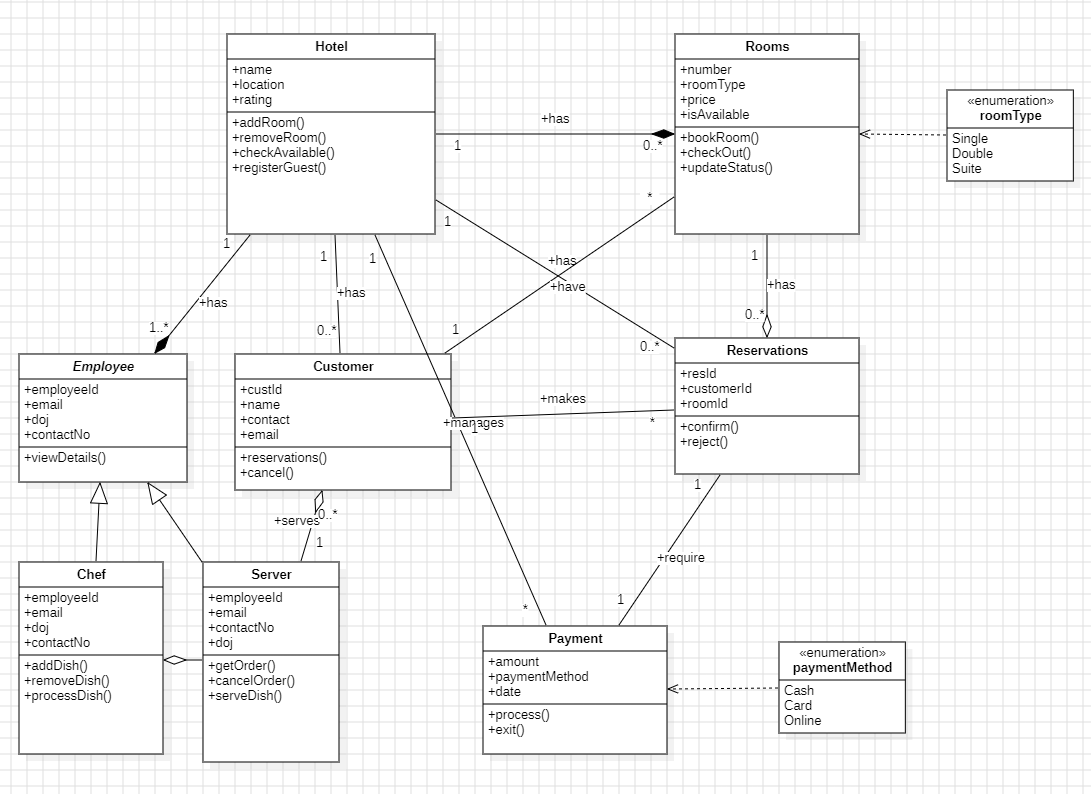 Hotel
+name
+location
+rating
+addRoom()
+removeRoom()
+checkAvailable()
+registerGuest()
+has
1
0..*
Rooms
+number
+roomType
+price
+isAvailable
+bookRoom()
+checkOut()
+updateStatus()
«enumeration»
roomType
Single
Double
Suite
1
+has
1..*
1
+has
0..*
1
1
+has
+have
*
1
0..*
1
+has
0..*
Employee
+employeeId
+email
+doj
+contactNo
+viewDetails()
Customer
+custId
+name
+contact
+email
+reservations()
+cancel()
+makes
+manages
1
*
Reservations
+resId
+customerId
+roomId
+confirm()
+reject()
+serves
0..*
1
1
+require
1
*
Chef
+employeeId
+email
+doj
+contactNo
+addDish()
+removeDish()
+processDish()
Server
+employeeId
+email
+contactNo
+doj
+getOrder()
+cancelOrder()
+serveDish()
Payment
+amount
+paymentMethod
+date
+process()
+exit()
«enumeration»
paymentMethod
Cash
Card
Online